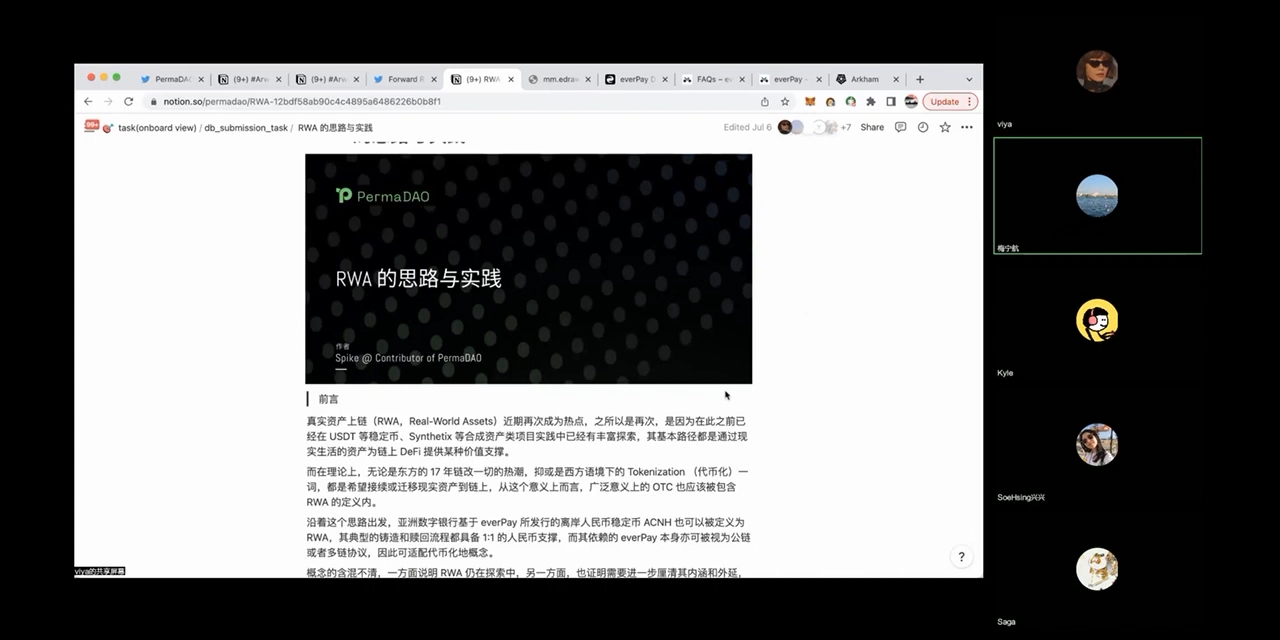 PermaDAO
(9+) #Arw
(9+) #Arw
Forward R
(9+) RWA
mm.edraw
everPay D
FAQs – ev
everPay -
Arkham
notion.so/permadao/RWA-12bdf58ab90c4c4895a6486226b0b8f1
Update
99+
task(onboard view) / db_submission_task / RWA 的思路与实践
Edited Jul 6
+7
Share
PermaDAO
RWA 的思路与实践
作者
Spike @ Contributor of PermaDAO
前言
真实资产上链（RWA，Real-World Assets）近期再次成为热点，之所以是再次，是因为在此之前已
经在 USDT 等稳定币、Synthetix 等合成资产类项目实践中已经有丰富探索，其基本路径都是通过现
实生活的资产为链上 DeFi 提供某种价值支撑。
而在理论上，无论是东方的 17 年链改一切的热潮，抑或是西方语境下的 Tokenization （代币化）一
词，都是希望接续或迁移现实资产到链上，从这个意义上而言，广泛意义上的 OTC 也应该被包含
RWA 的定义内。
沿着这个思路出发，亚洲数字银行基于 everPay 所发行的离岸人民币稳定币 ACNH 也可以被定义为
RWA，其典型的铸造和赎回流程都具备 1:1 的人民币支撑，而其依赖的 everPay 本身亦可被视为公链
或者多链协议，因此可适配代币化地概念。
概念的含混不清，一方面说明 RWA 仍在探索中，另一方面，也证明需要进一步厘清其内涵和外延，
?
viya的共享屏幕
viya
梅宁航
Kyle
SoeHsing兴兴
Saga